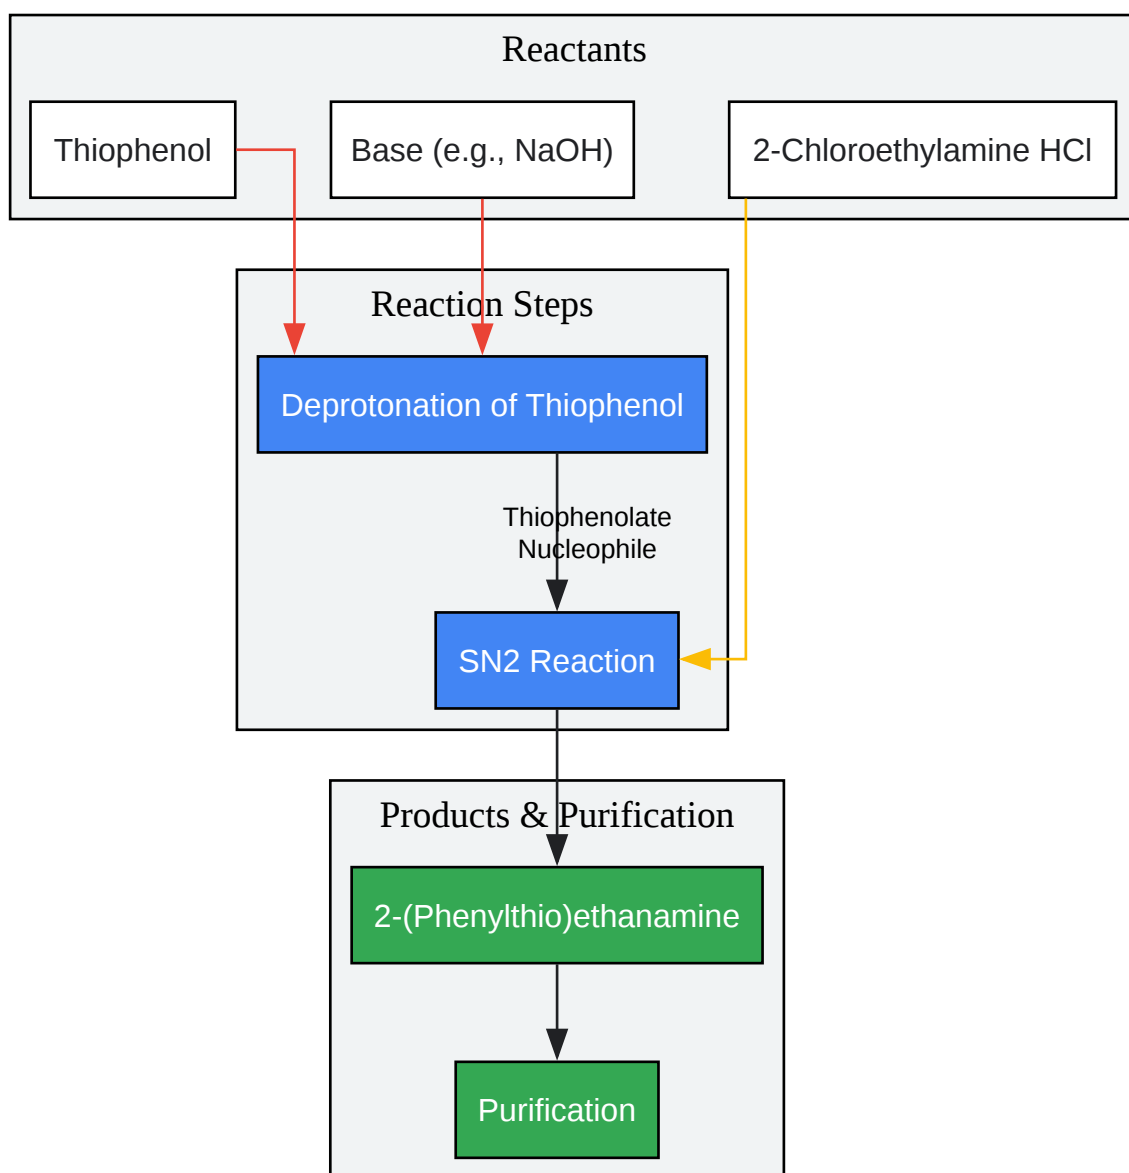 Reactants
Thiophenol
Base (e.g., NaOH)
2-Chloroethylamine HCl
Reaction Steps
Deprotonation of Thiophenol
Thiophenolate
Nucleophile
SN2 Reaction
Products & Purification
2-(Phenylthio)ethanamine
Purification